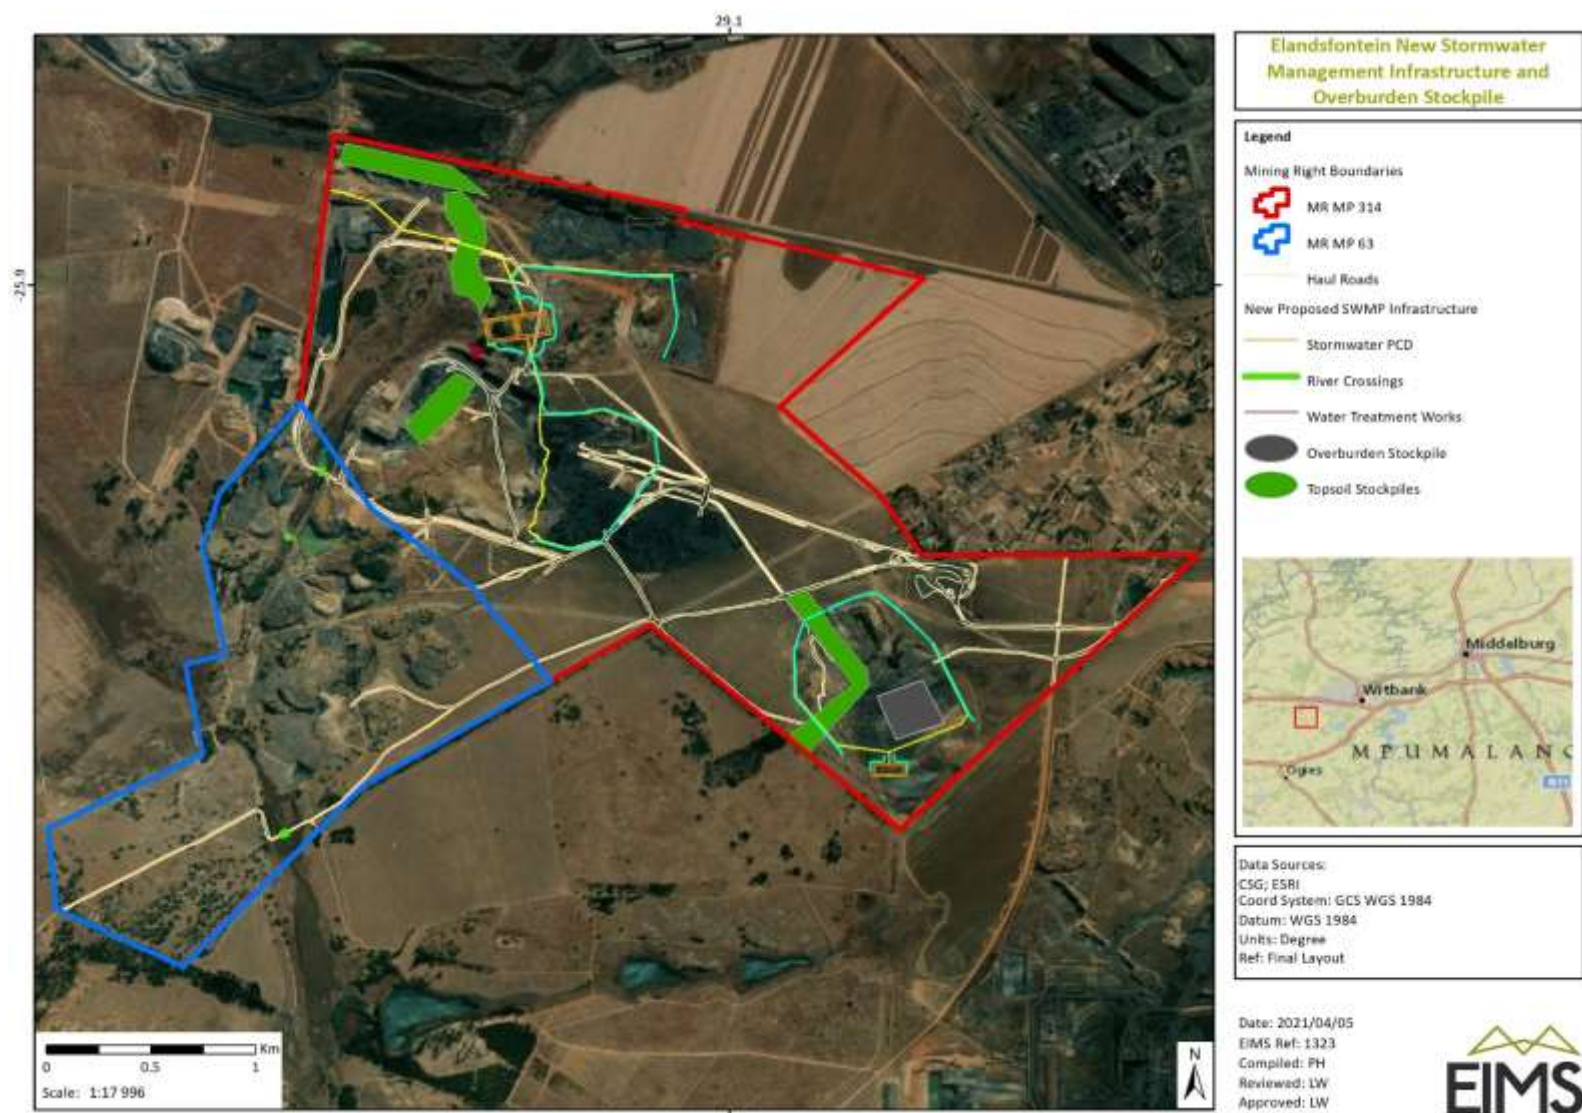 29.1
-25.9
Elandsfontein New Stormwater
Management Infrastructure and
Overburden Stockpile
Legend
Mining Right Boundaries
MR MP 314
MR MP 63
Haul Roads
New Proposed SWMP Infrastructure
Stormwater PCD
River Crossings
Water Treatment Works
Overburden Stockpile
Topsoil Stockpiles
Middelburg
Witbank
MPUMALANG
Ogies
Data Sources:
CSG; ESRI
Coord System: GCS WGS 1984
Datum: WGS 1984
Units: Degree
Ref: Final Layout
Km
0 0.5 1
Scale: 1:17 996
N
Date: 2021/04/05
EIMS Ref: 1323
Compiled: PH
Reviewed: LW
Approved: LW
EIMS